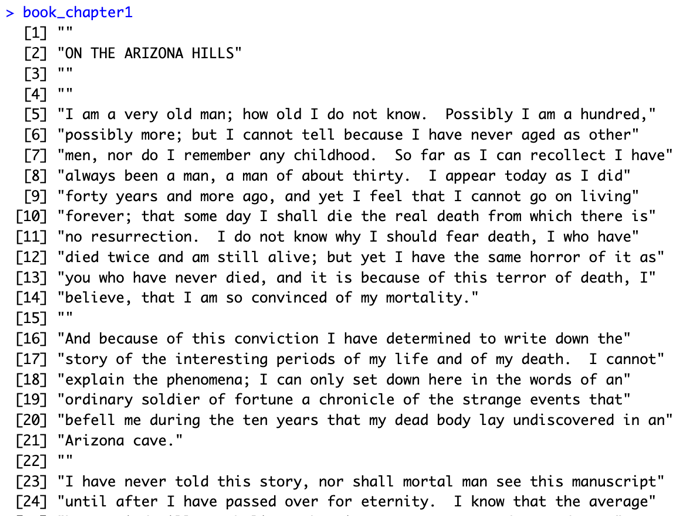 > book_chapter1
[1] ""
[2] "ON THE ARIZONA HILLS"
[3] ""
[4] ""
[5] "I am a very old man; how old I do not know.  Possibly I am a hundred,"
[6] "possibly more; but I cannot tell because I have never aged as other"
[7] "men, nor do I remember any childhood.  So far as I can recollect I have"
[8] "always been a man, a man of about thirty.  I appear today as I did"
[9] "forty years and more ago, and yet I feel that I cannot go on living"
[10] "forever; that some day I shall die the real death from which there is"
[11] "no resurrection.  I do not know why I should fear death, I who have"
[12] "died twice and am still alive; but yet I have the same horror of it as"
[13] "you who have never died, and it is because of this terror of death, I"
[14] "believe, that I am so convinced of my mortality."
[15] ""
[16] "And because of this conviction I have determined to write down the"
[17] "story of the interesting periods of my life and of my death.  I cannot"
[18] "explain the phenomena; I can only set down here in the words of an"
[19] "ordinary soldier of fortune a chronicle of the strange events that"
[20] "befell me during the ten years that my dead body lay undiscovered in an"
[21] "Arizona cave."
[22] ""
[23] "I have never told this story, nor shall mortal man see this manuscript"
[24] "until after I have passed over for eternity.  I know that the average"